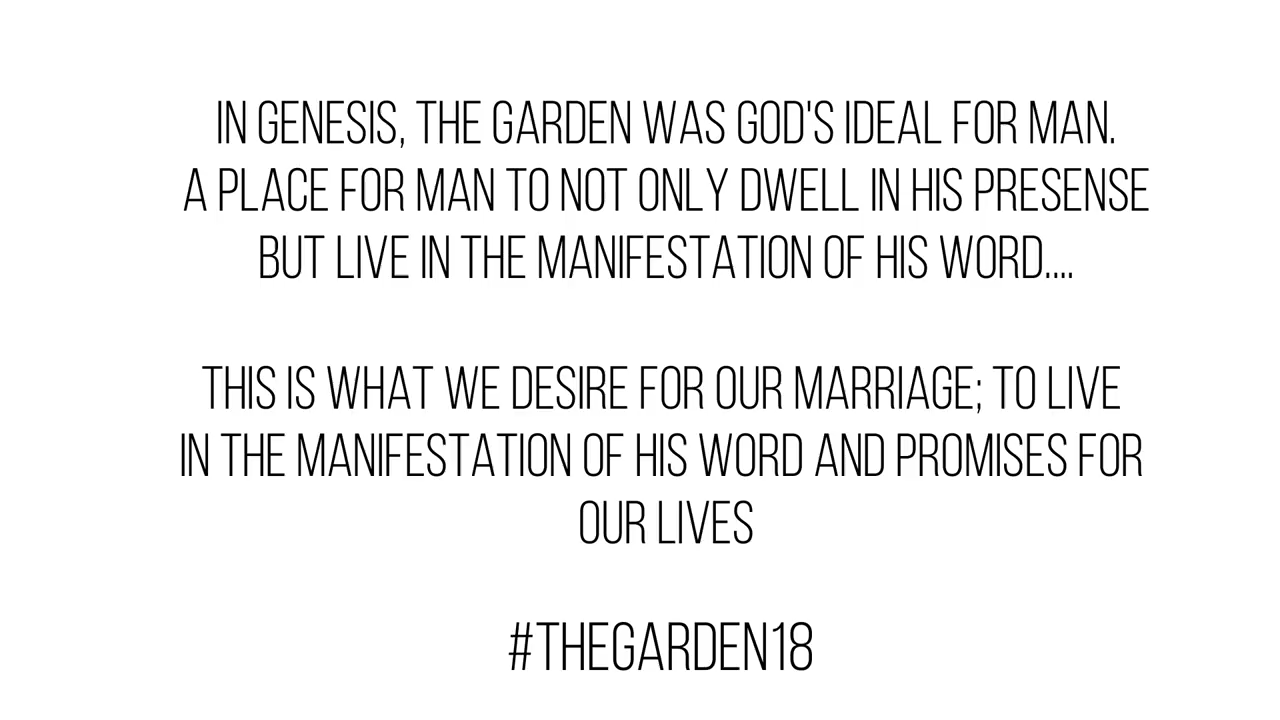 IN GENESIS, THE GARDEN WAS GOD'S IDEAL FOR MAN.
A PLACE FOR MAN TO NOT ONLY DWELL IN HIS PRESENSE
BUT LIVE IN THE MANIFESTATION OF HIS WORD....
THIS IS WHAT WE DESIRE FOR OUR MARRIAGE; TO LIVE
IN THE MANIFESTATION OF HIS WORD AND PROMISES FOR
OUR LIVES
#THEGARDEN18